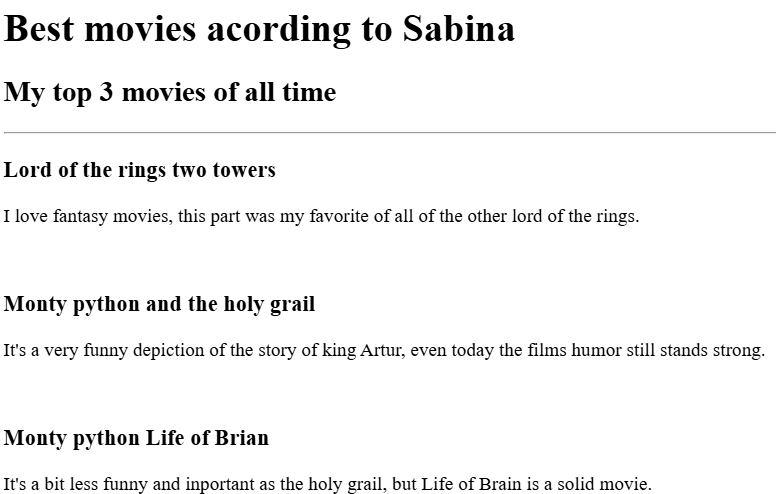 Best movies acording to Sabina
My top 3 movies of all time
Lord of the rings two towers
I love fantasy movies, this part was my favorite of all of the other lord of the rings.
Monty python and the holy grail
It's a very funny depiction of the story of king Artur, even today the films humor still stands strong.
Monty python Life of Brian
It's a bit less funny and inportant as the holy grail, but Life of Brain is a solid movie.